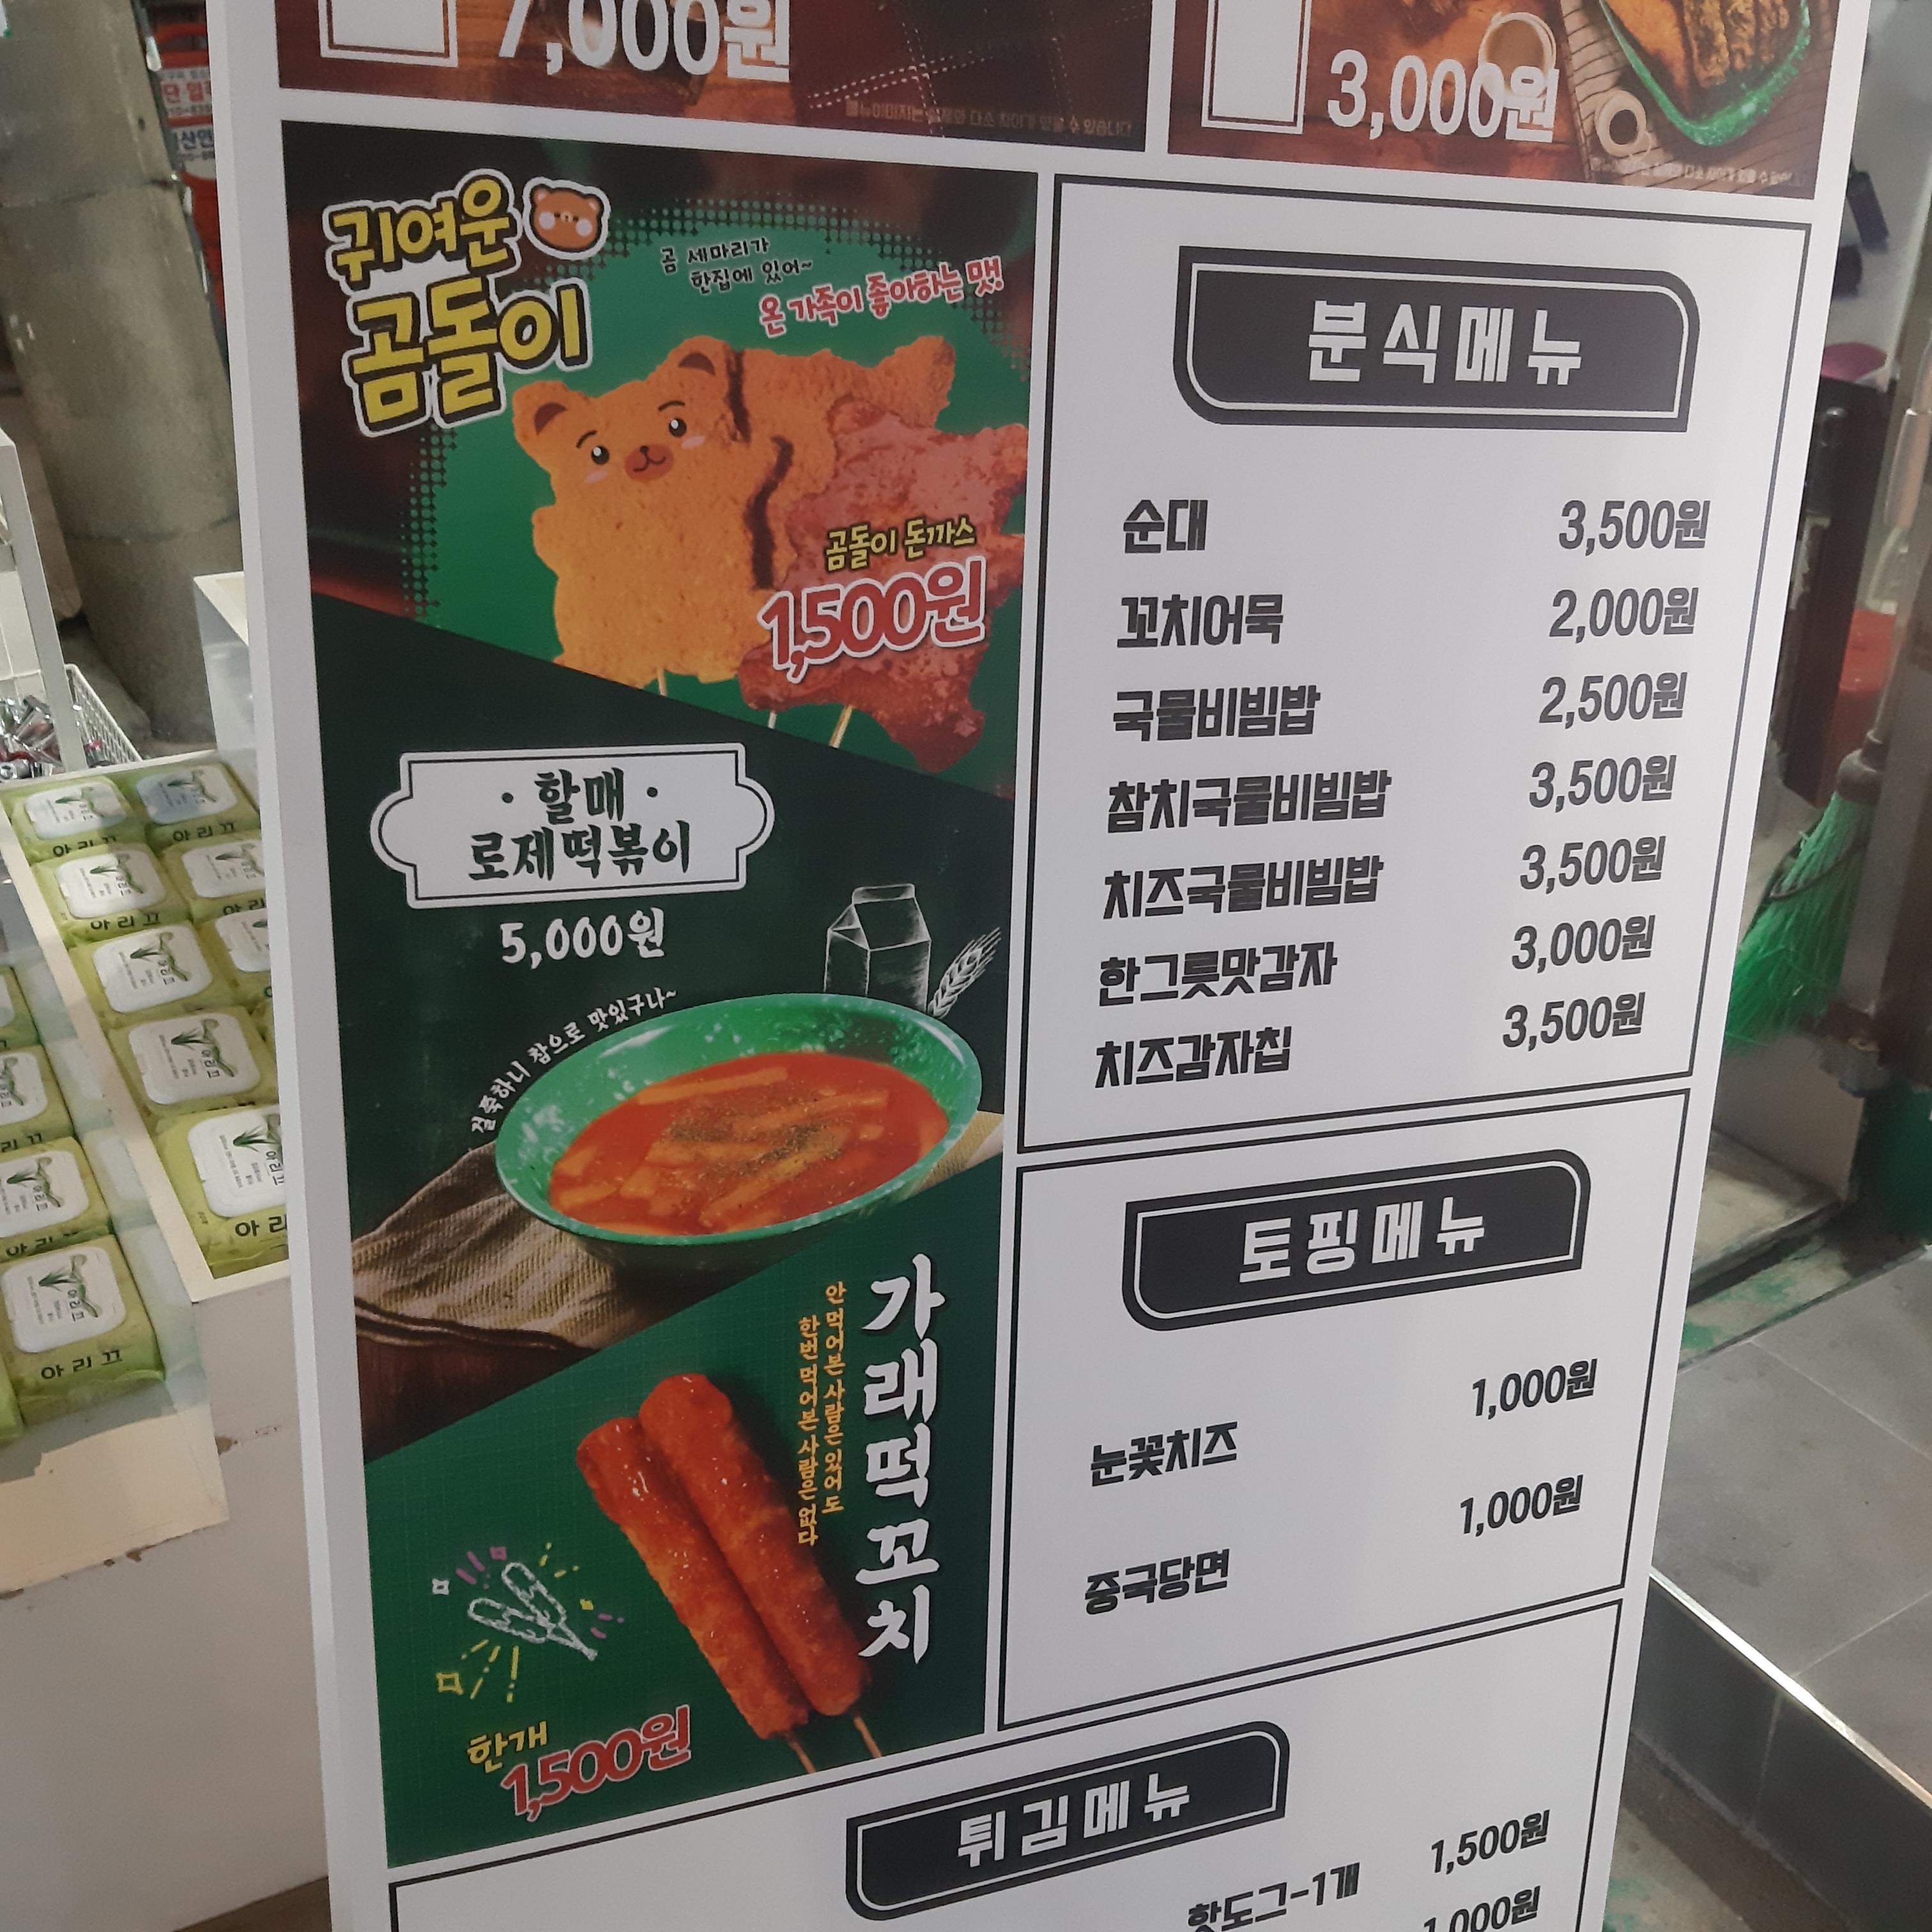 7,000원
3,000원
귀여운
곰돌이
곰 세마리가
한집에 있어~
온 가족이 좋아하는 맛!
곰돌이 돈까스
1,500원
할매
로제떡볶이
5,000원
걸쭉하니 참으로 맛있구나~
가래떡꼬치
안 먹어본 사람은 있어도
한번 먹어본 사람은 없다
한개
1,500원
분식메뉴
순대 3,500원
꼬치어묵 2,000원
국물비빔밥 2,500원
참치국물비빔밥 3,500원
치즈국물비빔밥 3,500원
한그릇맛감자 3,000원
치즈감자칩 3,500원
토핑메뉴
눈꽃치즈 1,000원
중국당면 1,000원
튀김메뉴
핫도그-1개 1,500원
1,000원
아리끄
아리끄
아리끄